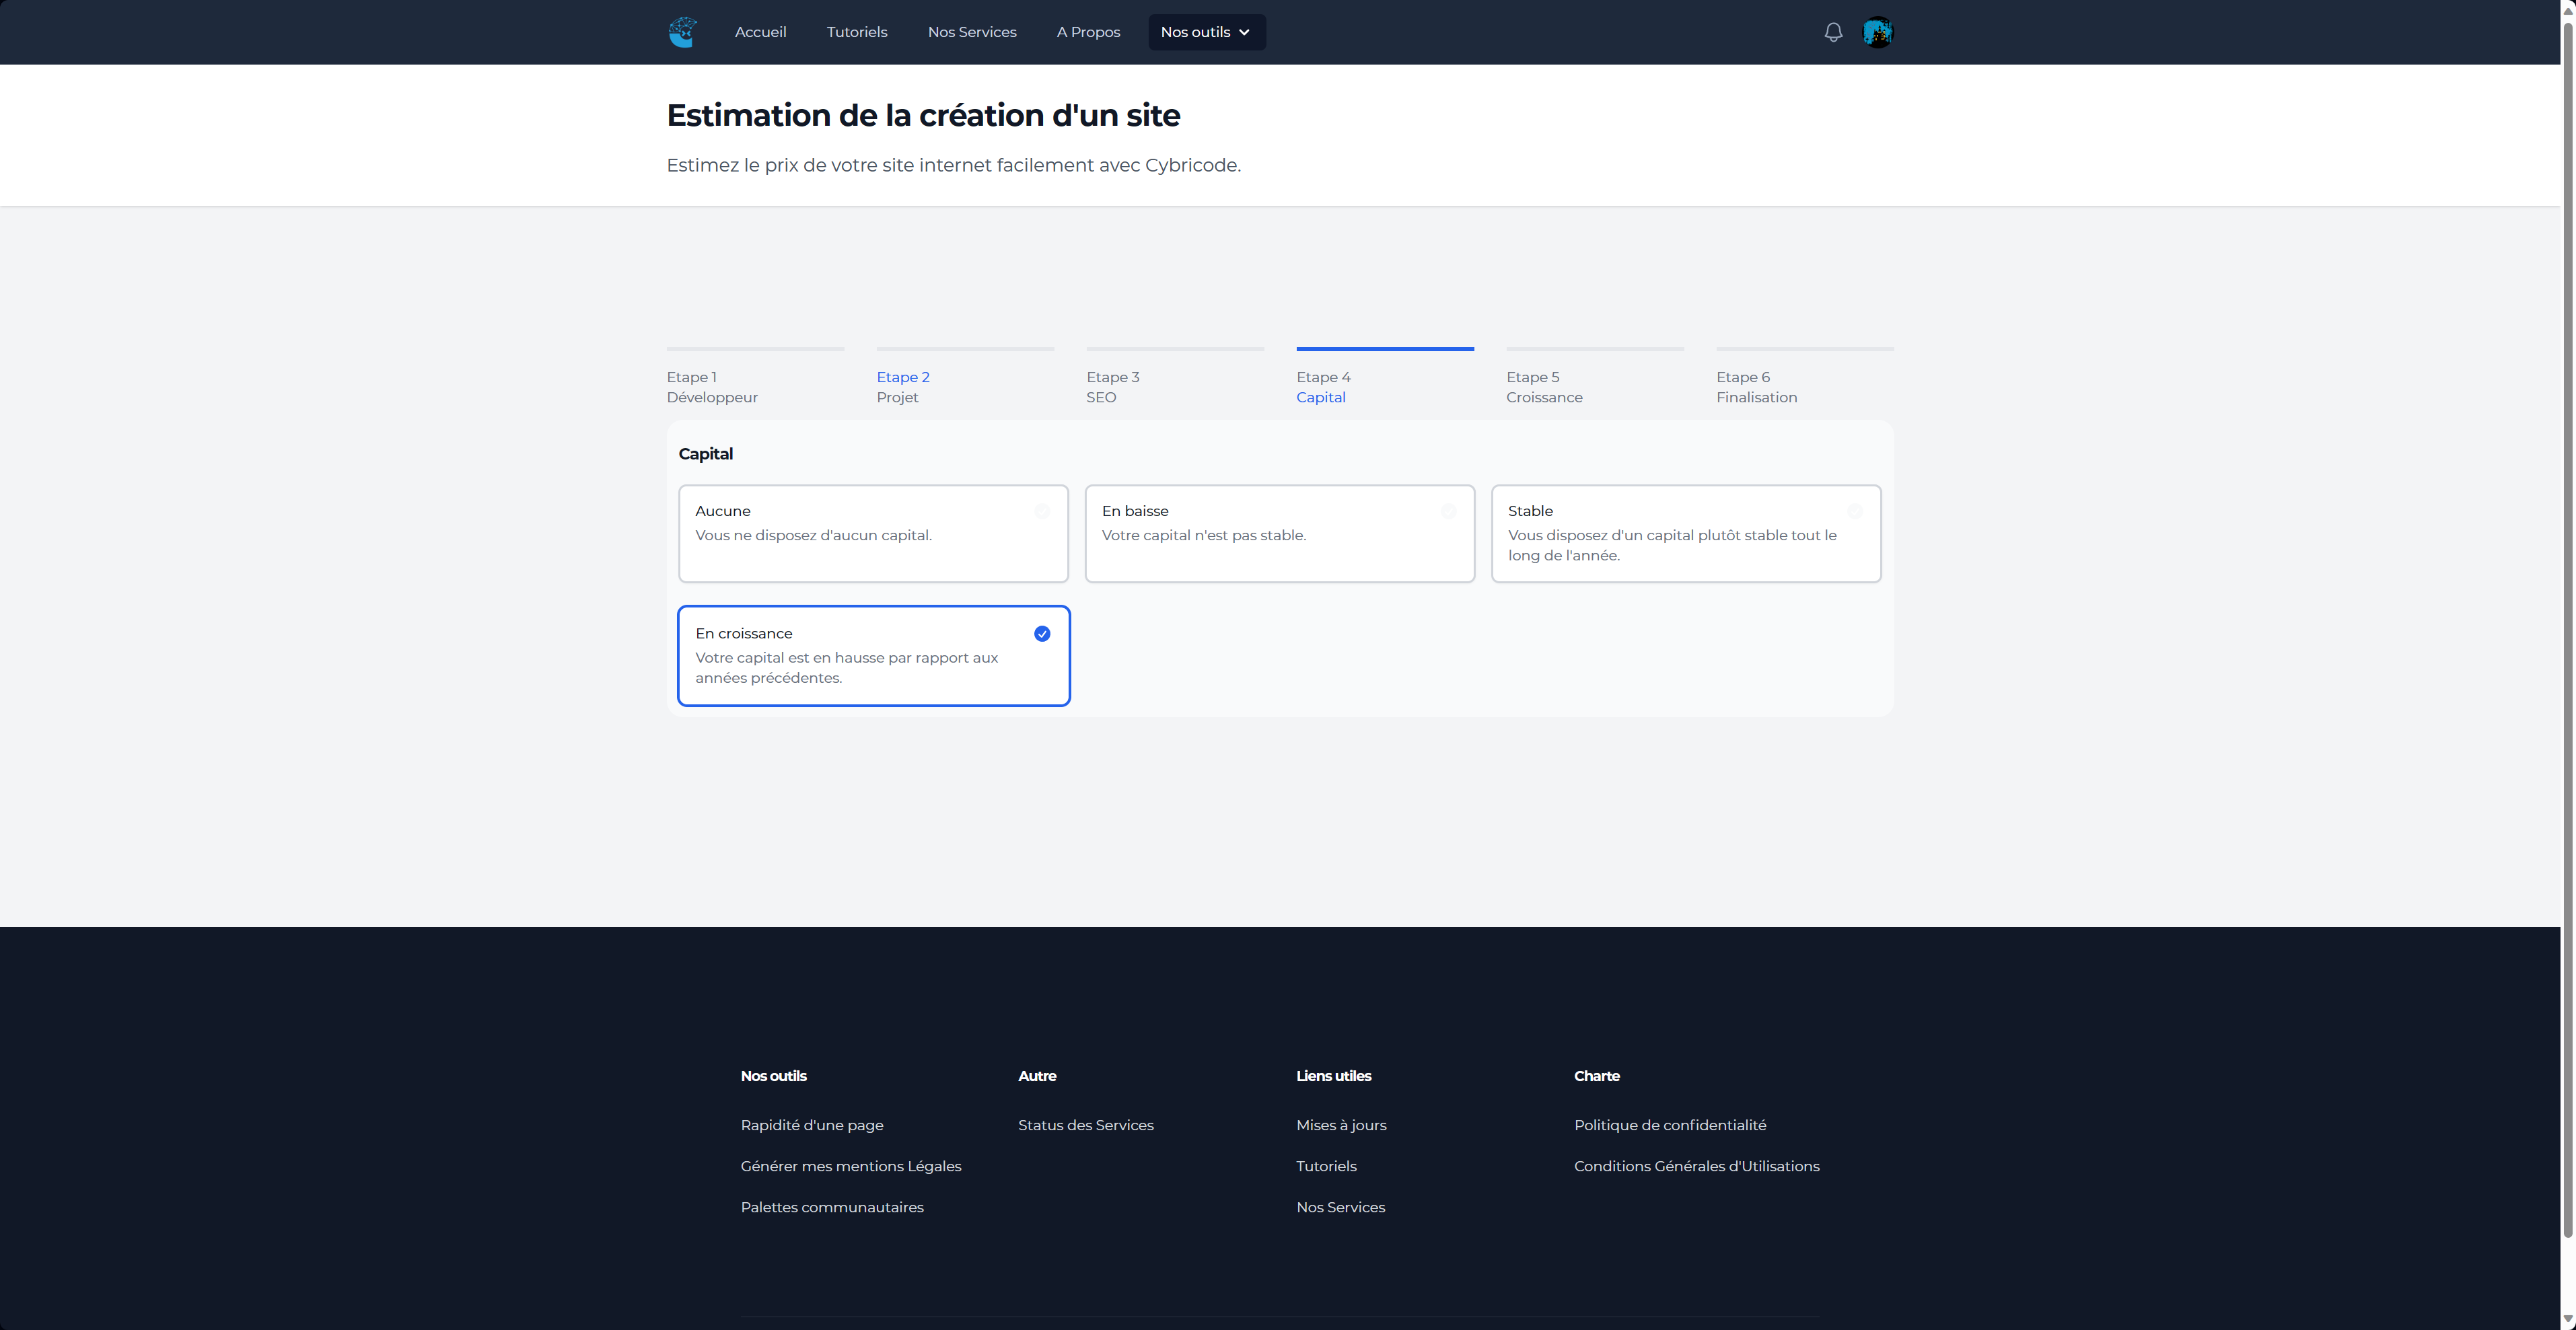 Accueil
Tutoriels
Nos Services
A Propos
Nos outils
Estimation de la création d'un site
Estimez le prix de votre site internet facilement avec Cybricode.
Etape 1
Développeur
Etape 2
Projet
Etape 3
SEO
Etape 4
Capital
Etape 5
Croissance
Etape 6
Finalisation
Capital
Aucune
Vous ne disposez d'aucun capital.
En baisse
Votre capital n'est pas stable.
Stable
Vous disposez d'un capital plutôt stable tout le
long de l'année.
En croissance
Votre capital est en hausse par rapport aux
années précédentes.
Nos outils
Rapidité d'une page
Générer mes mentions Légales
Palettes communautaires
Autre
Status des Services
Liens utiles
Mises à jours
Tutoriels
Nos Services
Charte
Politique de confidentialité
Conditions Générales d'Utilisations